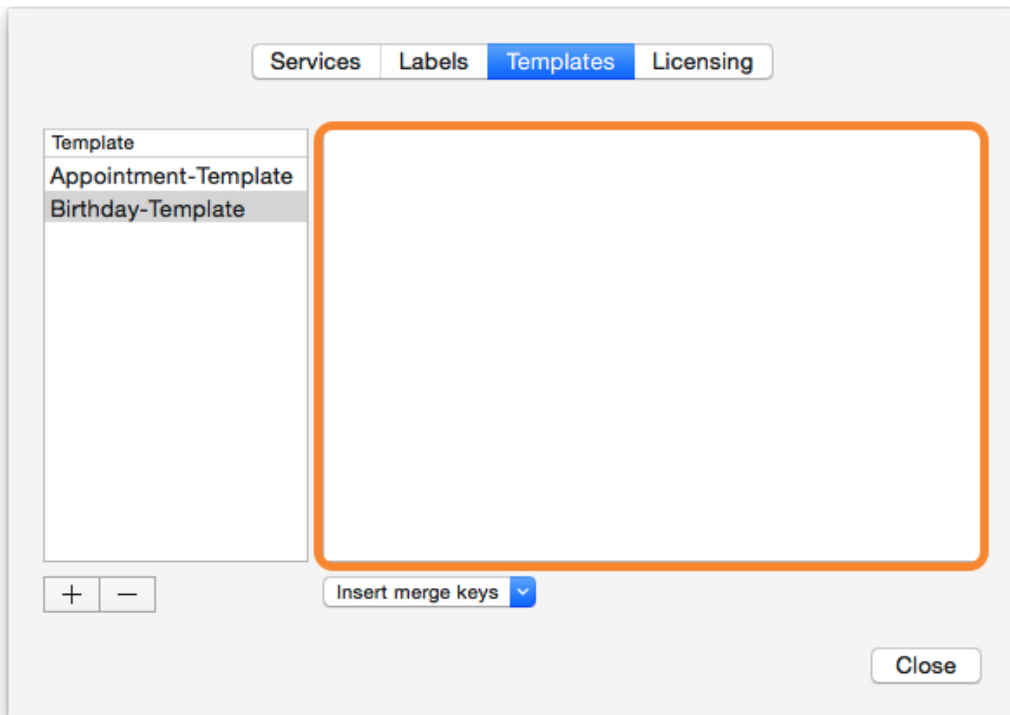 Services Labels Templates Licensing
Template
Appointment-Template
Birthday-Template
+ −
Insert merge keys
Close